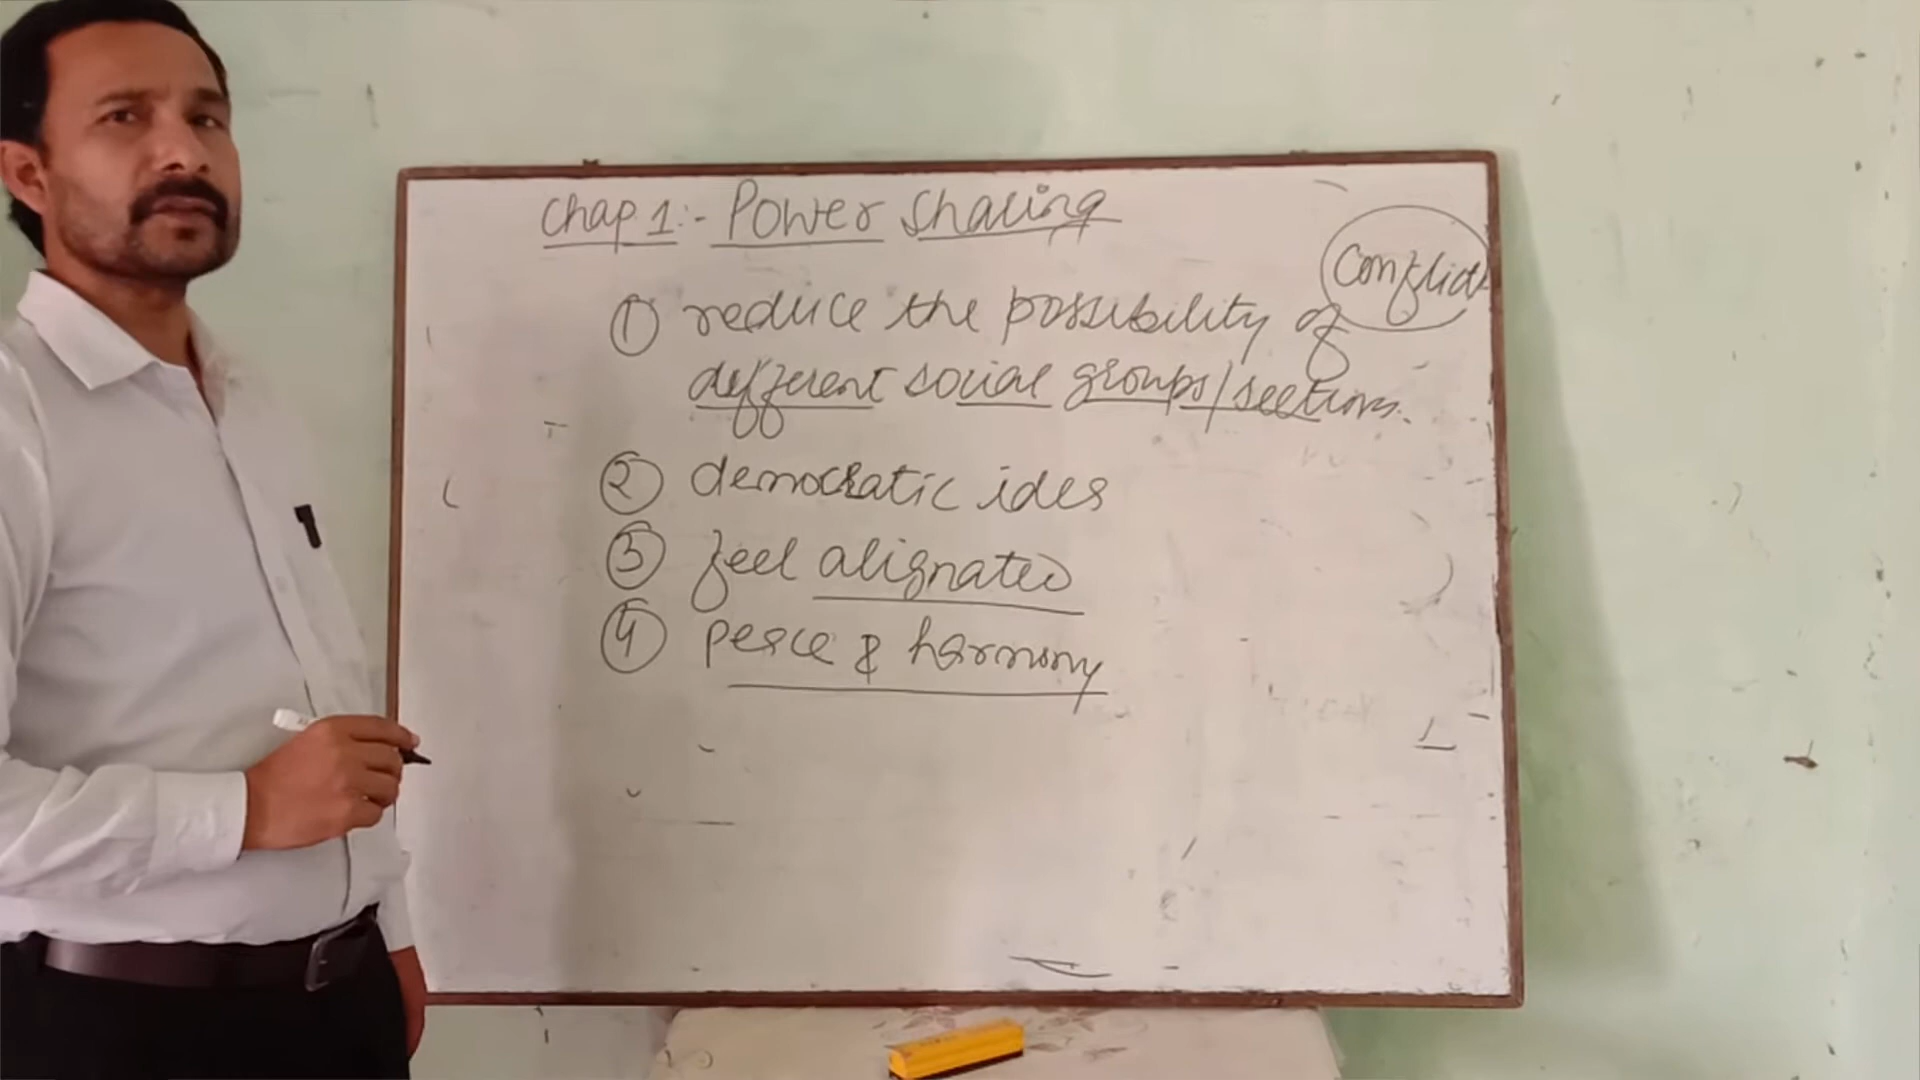 Chap 1:- Power Sharing
① reduce the possibility of Conflict
different social groups/sections.
② democratic ides
③ feel alignated
④ peace & harmony